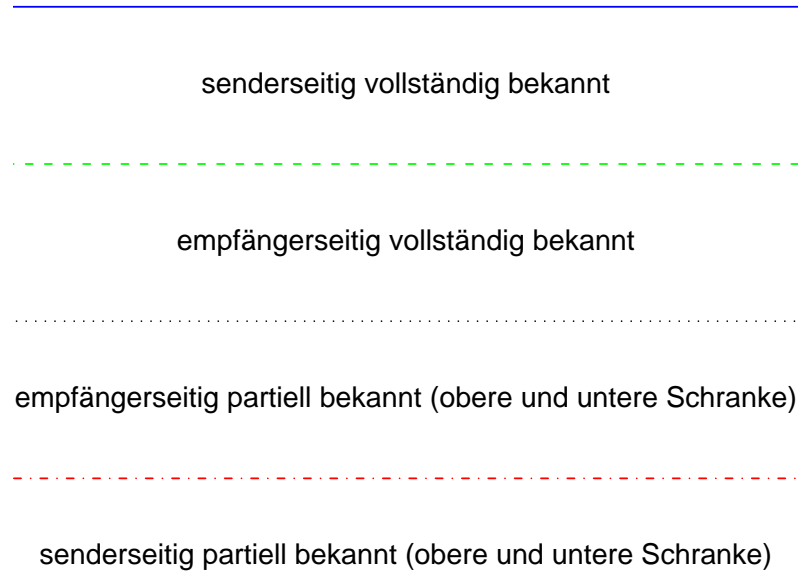 senderseitig vollständig bekannt
empfängerseitig vollständig bekannt
empfängerseitig partiell bekannt (obere und untere Schranke)
senderseitig partiell bekannt (obere und untere Schranke)